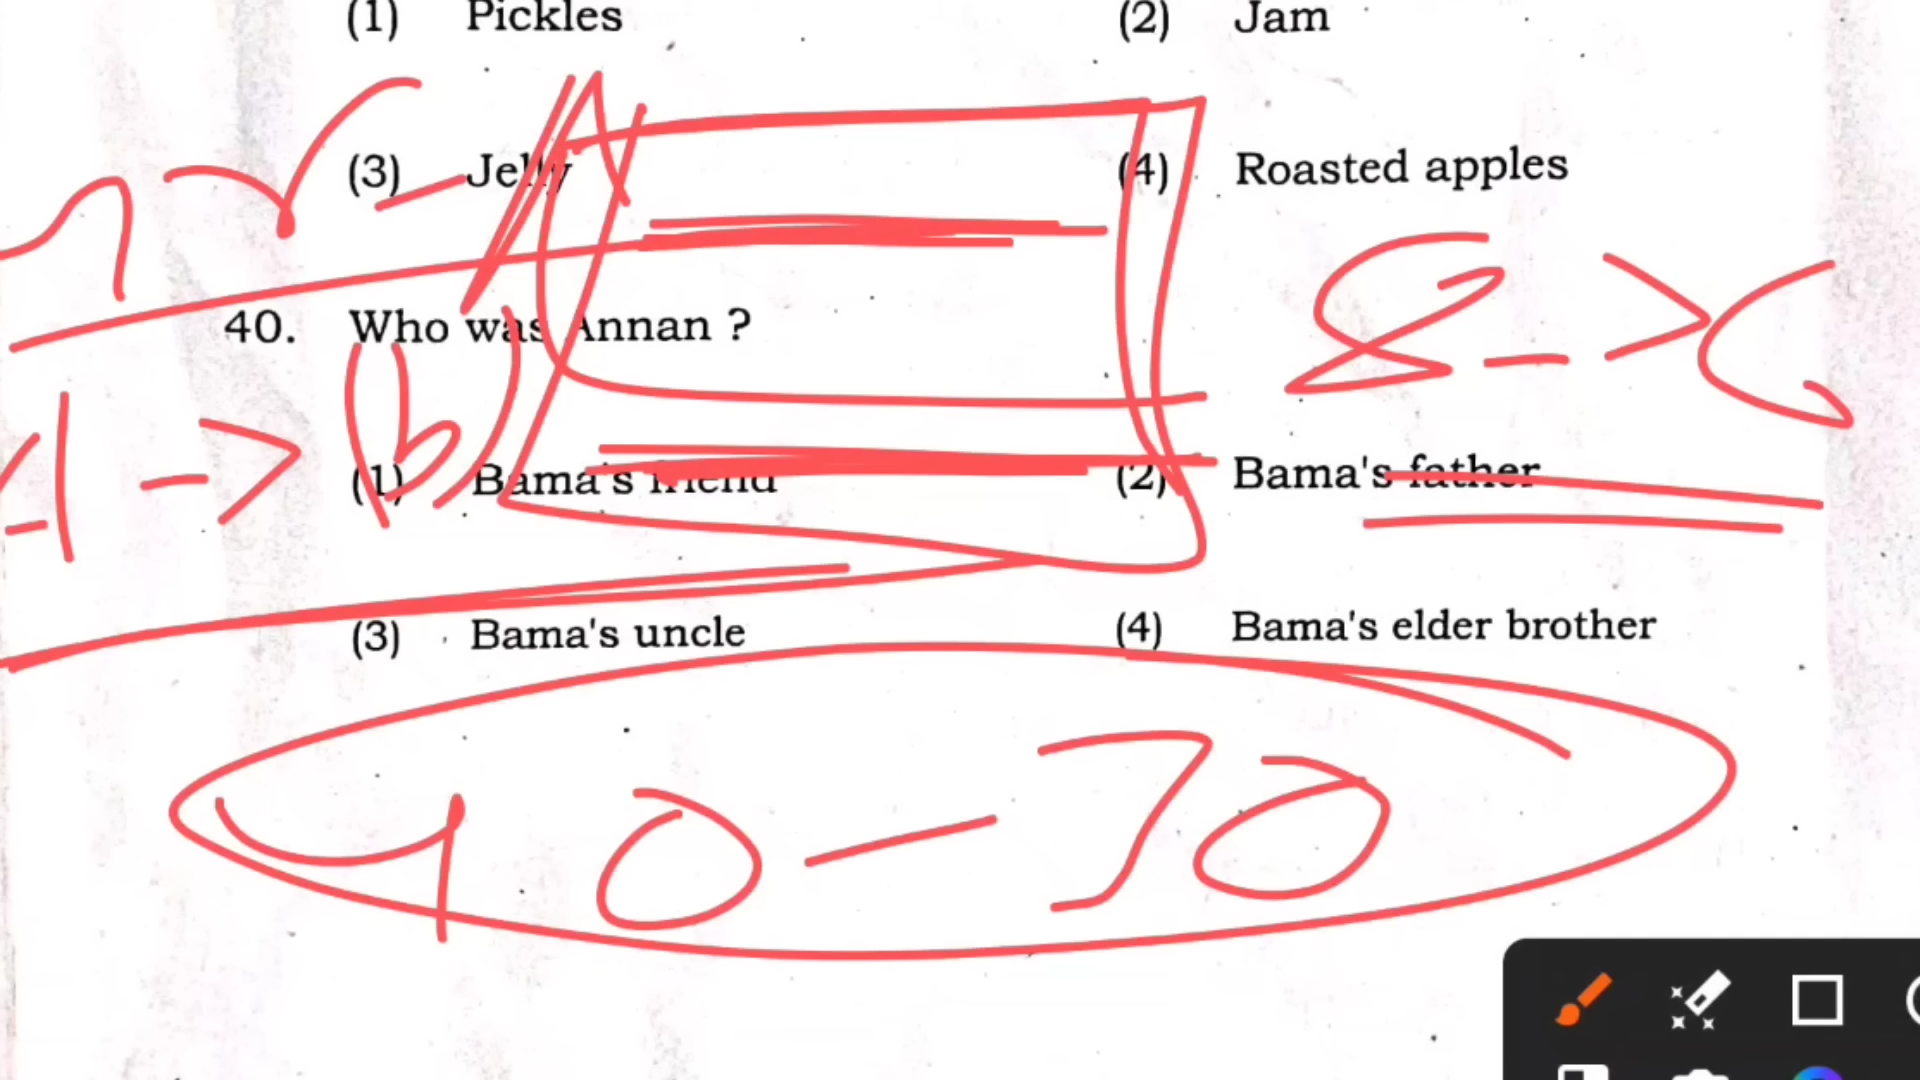 (1) Pickles (2) Jam
(3) Jelly (4) Roasted apples
40. Who was Annan ?
(1) Bama's friend (2) Bama's father
(3) Bama's uncle (4) Bama's elder brother
40 - 30